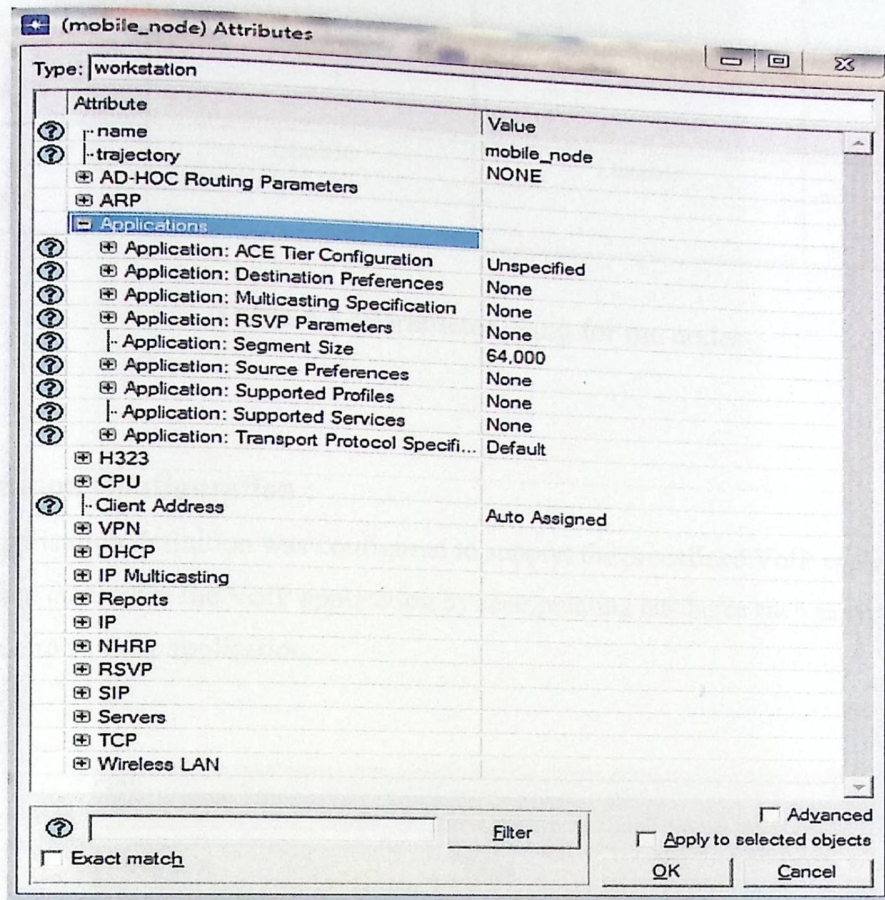 (mobile_node) Attributes
Type: workstation
Attribute Value
name mobile_node
trajectory NONE
AD-HOC Routing Parameters
ARP
Applications
Application: ACE Tier Configuration Unspecified
Application: Destination Preferences None
Application: Multicasting Specification None
Application: RSVP Parameters None
Application: Segment Size 64,000
Application: Source Preferences None
Application: Supported Profiles None
Application: Supported Services None
Application: Transport Protocol Specifi... Default
H323
CPU
Client Address Auto Assigned
VPN
DHCP
IP Multicasting
Reports
IP
NHRP
RSVP
SIP
Servers
TCP
Wireless LAN
Advanced
Filter
Apply to selected objects
Exact match
OK Cancel